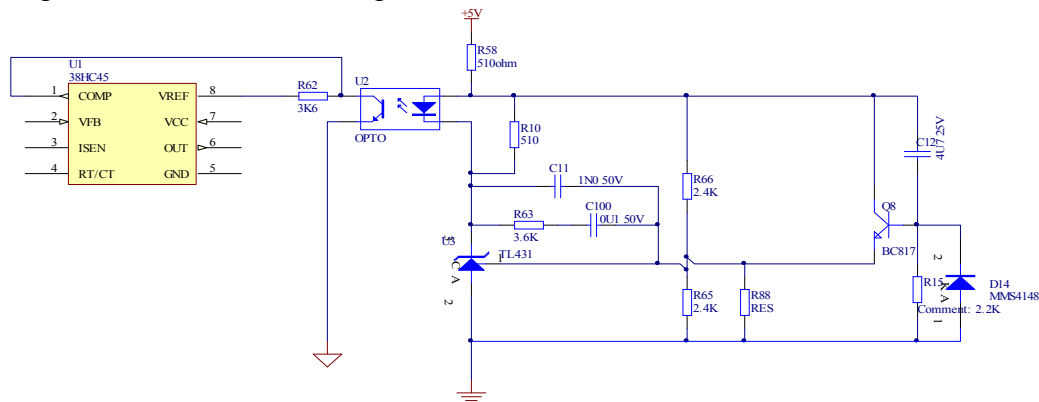 +5V
R58
510ohm
U1
38HC45
1 COMP VREF 8
2 VFB VCC 7
3 ISEN OUT 6
4 RT/CT GND 5
R62
3K6
U2
OPTO
R10
510
C11
1N0 50V
R63
3.6K
C100
0U1 50V
U3
TL431
1
C A 2
R66
2.4K
R65
2.4K
R88
RES
Q8
BC817
C12
4U7 25V
R15
Comment: 2.2K
2
K A
1
D14
MMS4148